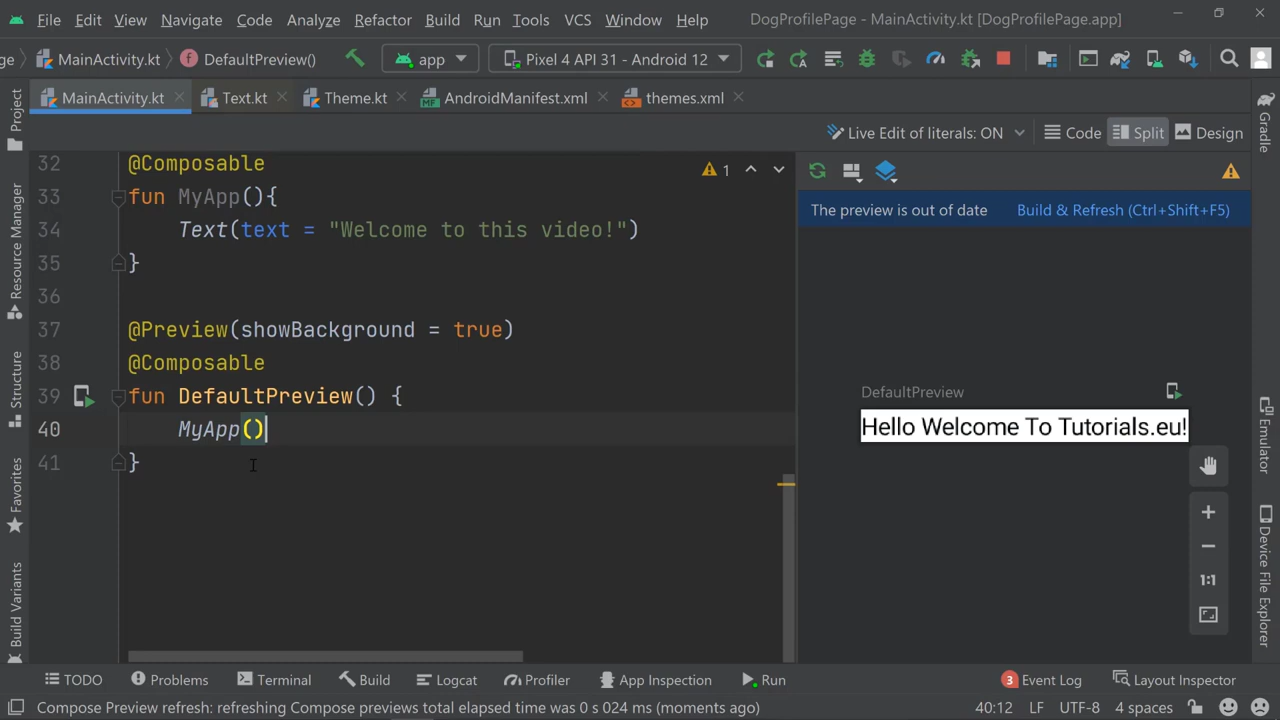 File Edit View Navigate Code Analyze Refactor Build Run Tools VCS Window Help DogProfilePage - MainActivity.kt [DogProfilePage.app]
ge MainActivity.kt DefaultPreview() app Pixel 4 API 31 - Android 12
MainActivity.kt Text.kt Theme.kt AndroidManifest.xml themes.xml
Live Edit of literals: ON Code Split Design
Project
Resource Manager
Structure
Favorites
Build Variants
32 @Composable
33 fun MyApp(){
34 Text(text = "Welcome to this video!")
35 }
36
37 @Preview(showBackground = true)
38 @Composable
39 fun DefaultPreview() {
40 MyApp()
41 }
1
The preview is out of date Build & Refresh (Ctrl+Shift+F5)
DefaultPreview
Hello Welcome To Tutorials.eu!
1:1
Gradle
Emulator
Device File Explorer
TODO Problems Terminal Build Logcat Profiler App Inspection Run 3 Event Log Layout Inspector
Compose Preview refresh: refreshing Compose previews total elapsed time was 0 s 024 ms (moments ago) 40:12 LF UTF-8 4 spaces